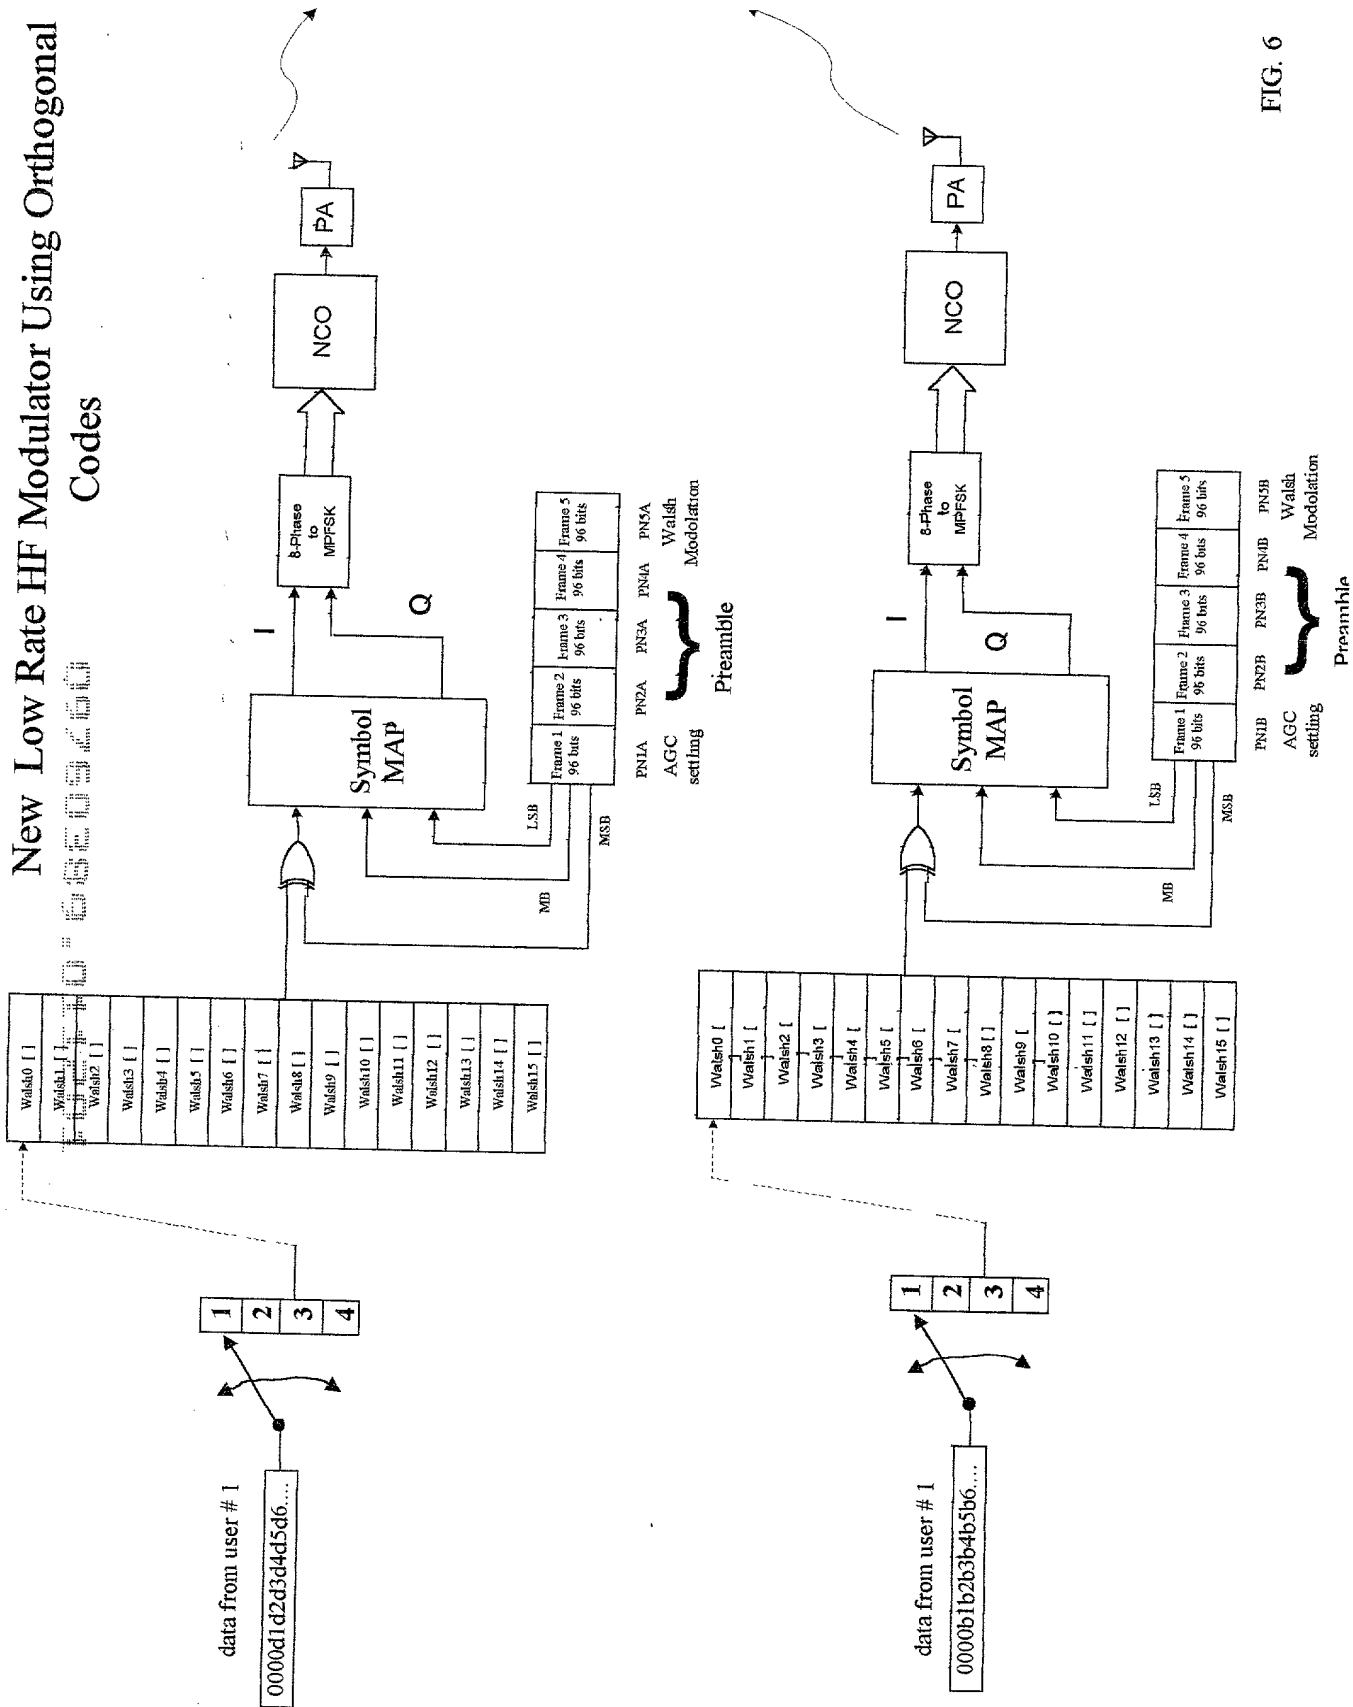 New Low Rate HF Modulator Using Orthogonal
Codes
data from user # 1
0000d1d2d3d4d5d6....
1
2
3
4
Walsh0 [ ]
Walsh1 [ ]
Walsh2 [ ]
Walsh3 [ ]
Walsh4 [ ]
Walsh5 [ ]
Walsh6 [ ]
Walsh7 [ ]
Walsh8 [ ]
Walsh9 [ ]
Walsh10 [ ]
Walsh11 [ ]
Walsh12 [ ]
Walsh13 [ ]
Walsh14 [ ]
Walsh15 [ ]
MB
LSB
MSB
Symbol
MAP
I
Q
8-Phase
to
MPFSK
NCO
PA
Frame 1
96 bits
Frame 2
96 bits
Frame 3
96 bits
Frame 4
96 bits
Frame 5
96 bits
PN1A PN2A PN3A PN4A PN5A
AGC
settling
Walsh
Modolation
Preamble
data from user # 1
0000b1b2b3b4b5b6....
1
2
3
4
Walsh0 [
]
Walsh1 [
]
Walsh2 [
]
Walsh3 [
]
Walsh4 [
]
Walsh5 [
]
Walsh6 [
]
Walsh7 [
]
Walsh8 [ ]
Walsh9 [
]
Walsh10 [ ]
Walsh11 [ ]
Walsh12 [ ]
Walsh13 [ ]
Walsh14 [ ]
Walsh15 [ ]
MB
LSB
MSB
Symbol
MAP
I
Q
8-Phase
to
MPFSK
NCO
PA
Frame 1
96 bits
Frame 2
96 bits
Frame 3
96 bits
Frame 4
96 bits
Frame 5
96 bits
PN1B PN2B PN3B PN4B PN5B
AGC
settling
Walsh
Modolation
Preamble
FIG. 6